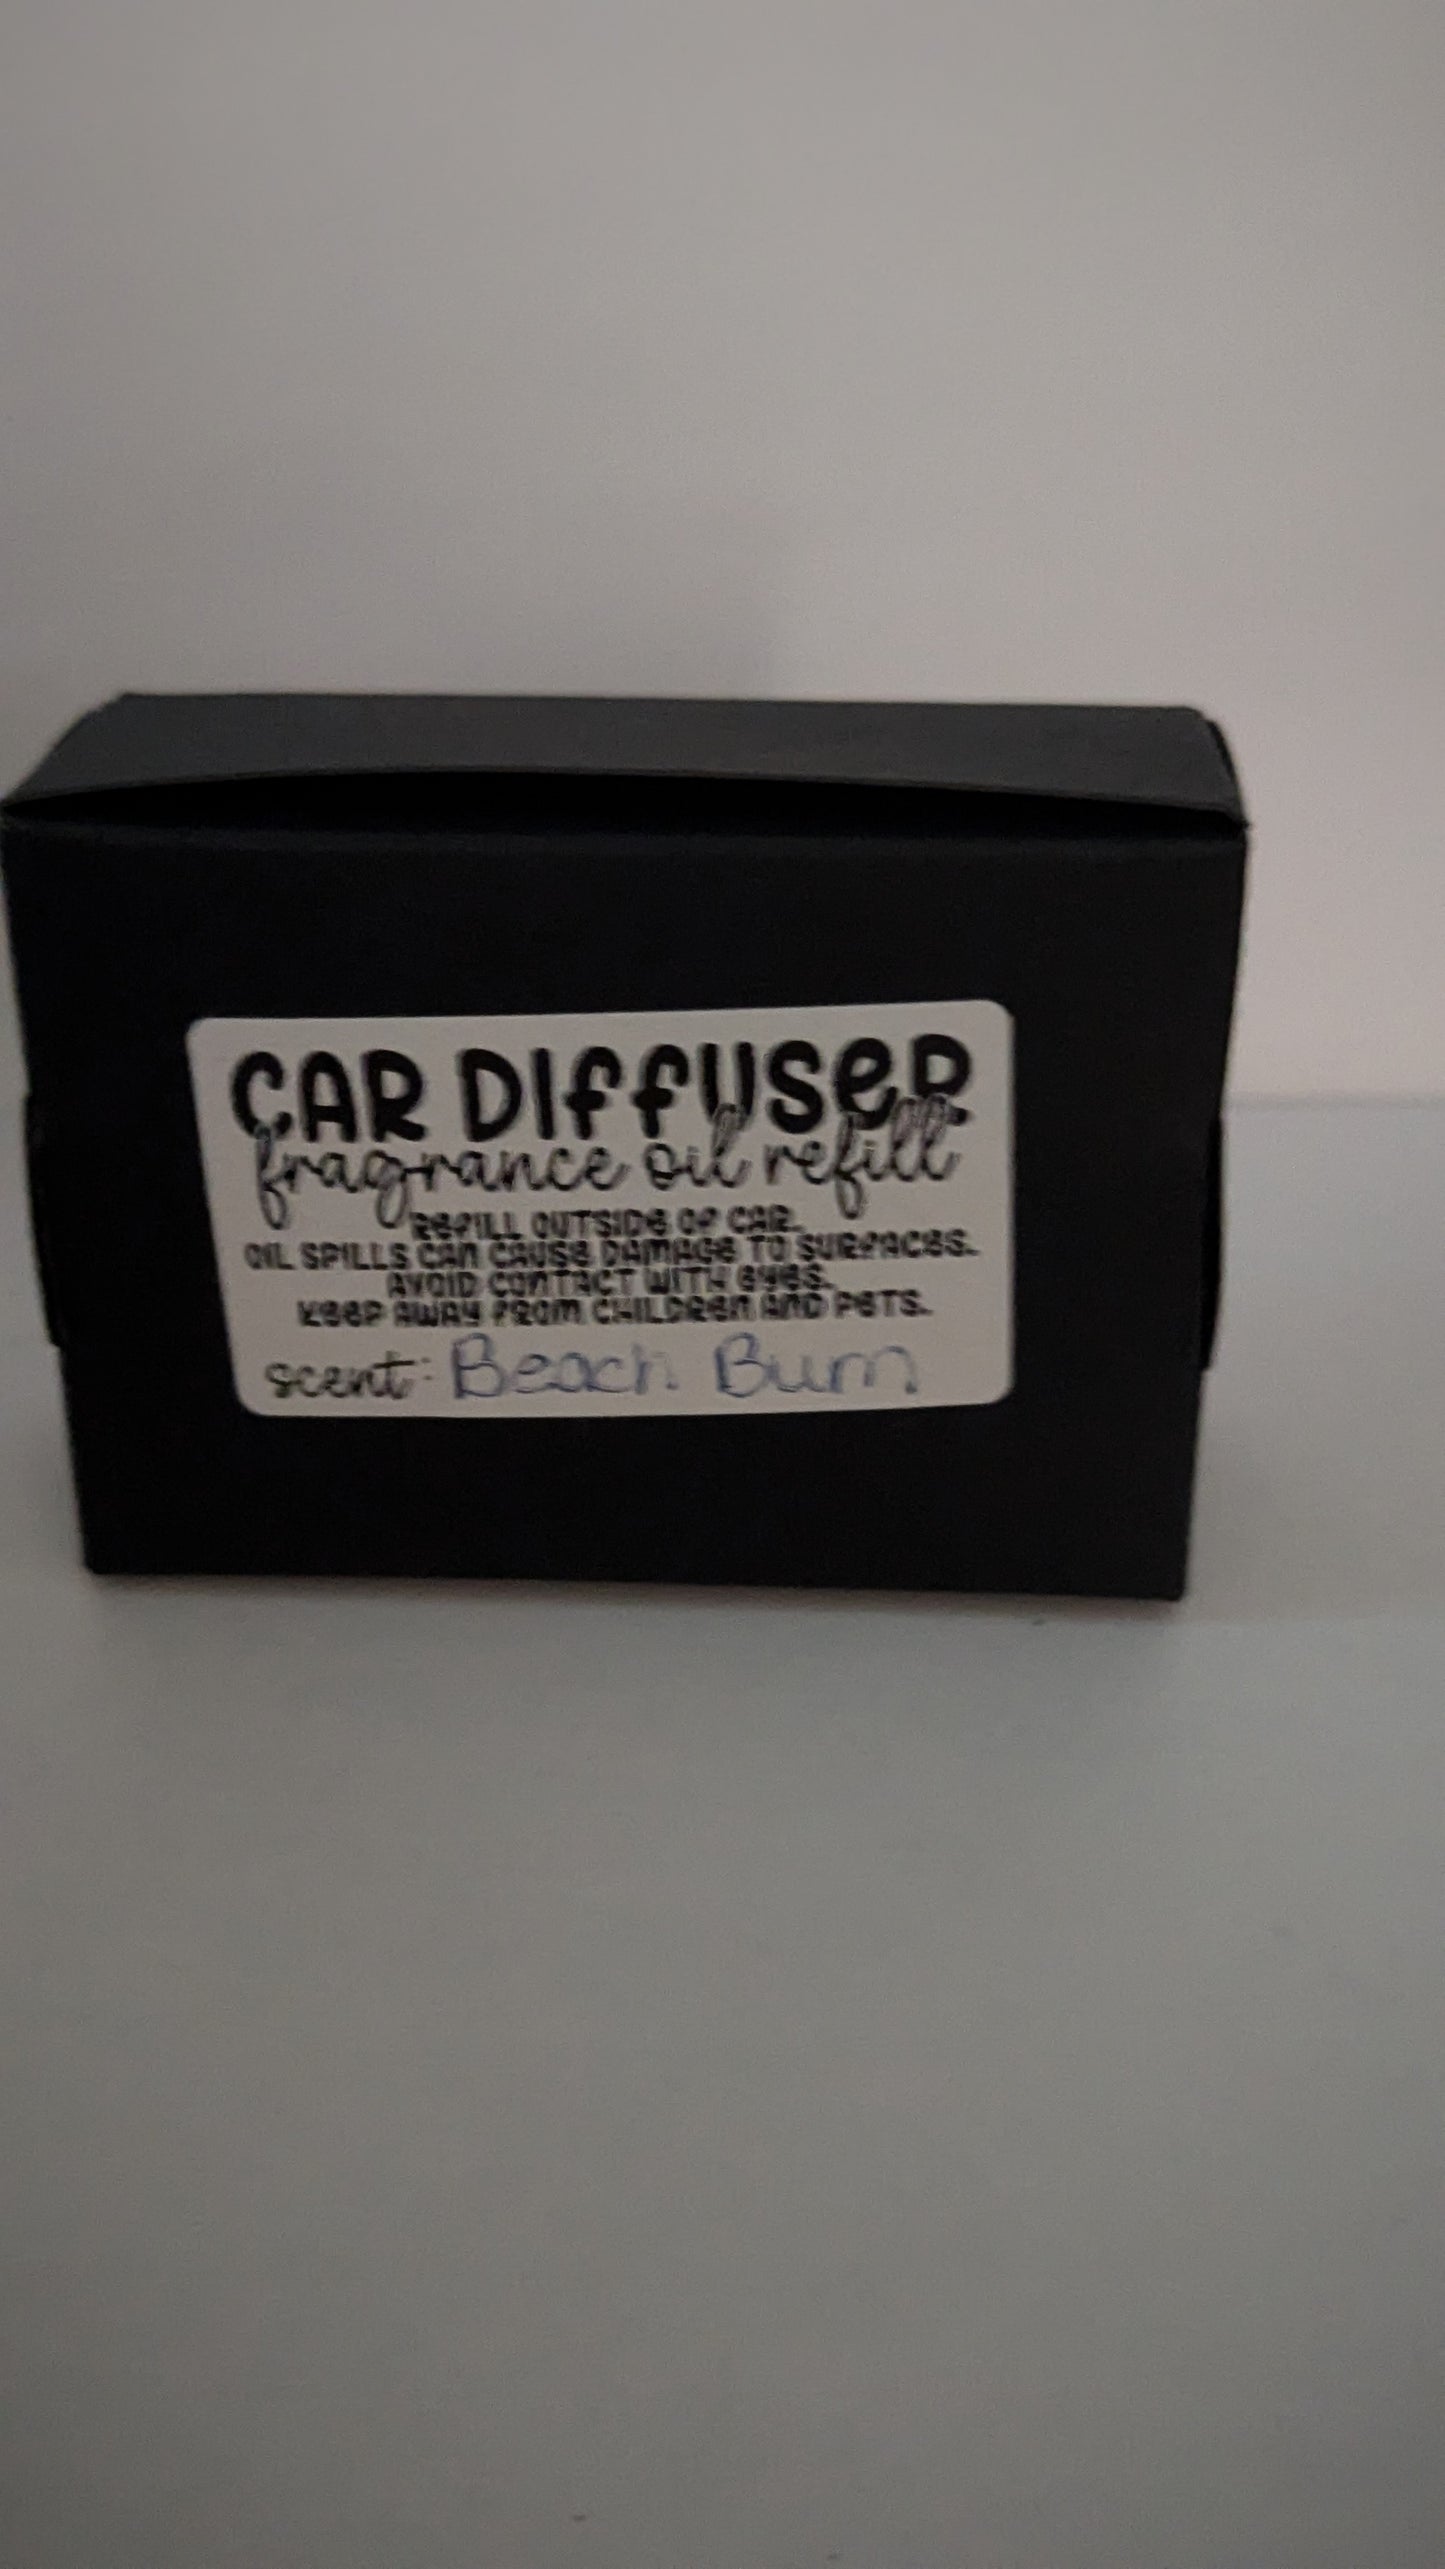 CAR DIFFUSER
fragrance oil refill
REFILL OUTSIDE OF CAR.
OIL SPILLS CAN CAUSE DAMAGE TO SURFACES.
AVOID CONTACT WITH EYES.
KEEP AWAY FROM CHILDREN AND PETS.
scent: Beach Bum